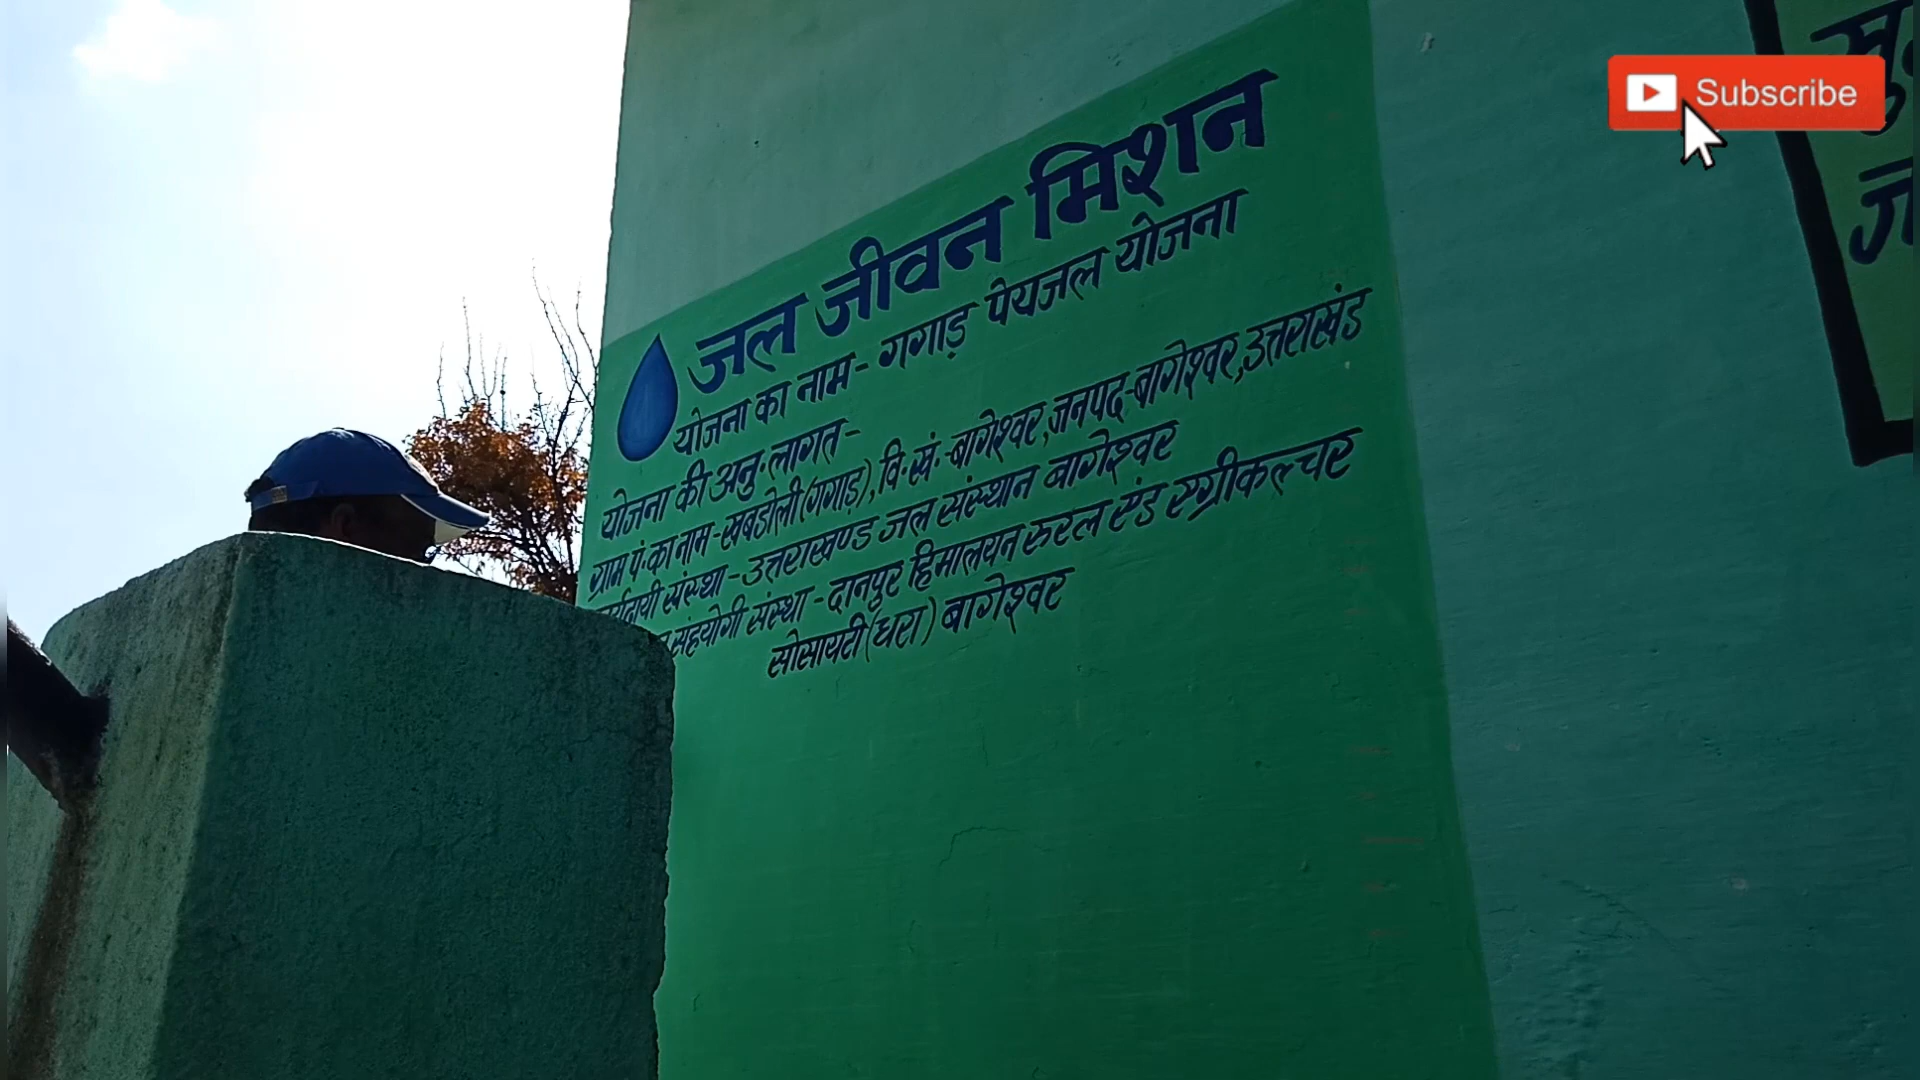 जल जीवन मिशन
योजना का नाम - गगाड़ पेयजल योजना
योजना की अनु॰ लागत -
ग्राम पं॰ का नाम - खबडोली (गगाड़), वि॰ खं॰ - बागेश्वर, जनपद - बागेश्वर, उत्तराखंड
संस्था - उत्तराखण्ड जल संस्थान बागेश्वर
सहयोगी संस्था - दानपुर हिमालयन रुरल एंड एग्रीकल्चर
सोसायटी (धरा) बागेश्वर
Subscribe